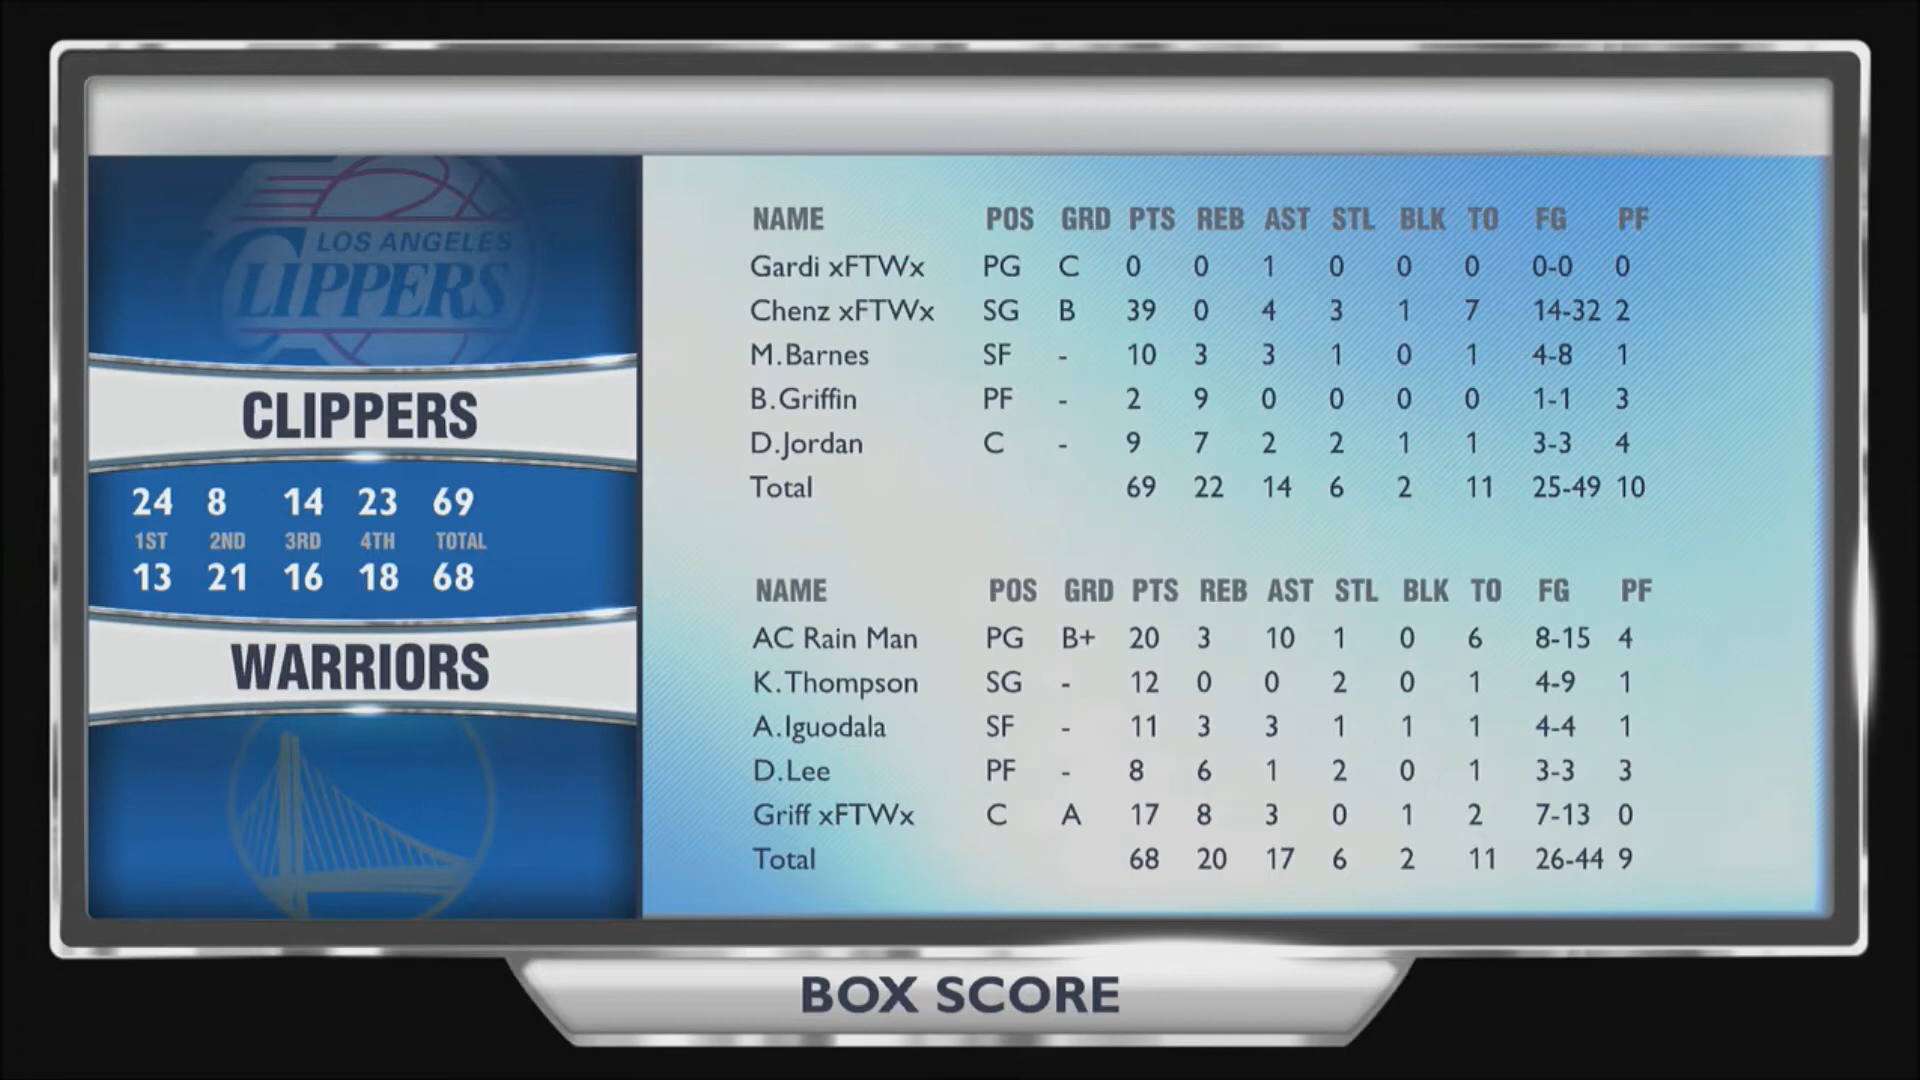 LOS ANGELES
CLIPPERS
CLIPPERS
24 8 14 23 69
1ST 2ND 3RD 4TH TOTAL
13 21 16 18 68
WARRIORS
NAME POS GRD PTS REB AST STL BLK TO FG PF
Gardi xFTWx PG C 0 0 1 0 0 0 0-0 0
Chenz xFTWx SG B 39 0 4 3 1 7 14-32 2
M.Barnes SF - 10 3 3 1 0 1 4-8 1
B.Griffin PF - 2 9 0 0 0 0 1-1 3
D.Jordan C - 9 7 2 2 1 1 3-3 4
Total 69 22 14 6 2 11 25-49 10
NAME POS GRD PTS REB AST STL BLK TO FG PF
AC Rain Man PG B+ 20 3 10 1 0 6 8-15 4
K.Thompson SG - 12 0 0 2 0 1 4-9 1
A.Iguodala SF - 11 3 3 1 1 1 4-4 1
D.Lee PF - 8 6 1 2 0 1 3-3 3
Griff xFTWx C A 17 8 3 0 1 2 7-13 0
Total 68 20 17 6 2 11 26-44 9
BOX SCORE